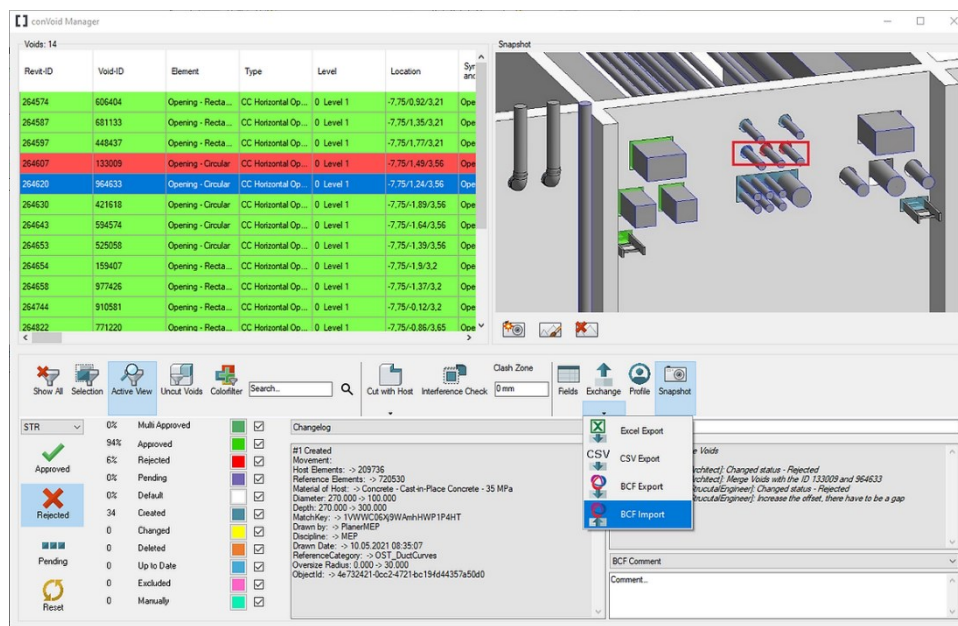 conVoid Manager
Voids: 14
Snapshot
Revit-ID Void-ID Element Type Level Location
264574 606404 Opening - Recta... CC Horizontal Op... 0 Level 1 -7,75/0,92/3,21 Ope
264587 681133 Opening - Recta... CC Horizontal Op... 0 Level 1 -7,75/1,35/3,21 Ope
264597 448437 Opening - Recta... CC Horizontal Op... 0 Level 1 -7,75/1,77/3,21 Ope
264607 133009 Opening - Circular CC Horizontal Op... 0 Level 1 -7,75/1,49/3,56 Ope
264620 964633 Opening - Circular CC Horizontal Op... 0 Level 1 -7,75/1,24/3,56 Ope
264630 421618 Opening - Circular CC Horizontal Op... 0 Level 1 -7,75/-1,89/3,56 Ope
264643 594574 Opening - Circular CC Horizontal Op... 0 Level 1 -7,75/-1,64/3,56 Ope
264653 525058 Opening - Circular CC Horizontal Op... 0 Level 1 -7,75/-1,39/3,56 Ope
264654 159407 Opening - Recta... CC Horizontal Op... 0 Level 1 -7,75/-1,9/3,2 Ope
264658 977426 Opening - Recta... CC Horizontal Op... 0 Level 1 -7,75/-1,37/3,2 Ope
264744 910581 Opening - Recta... CC Horizontal Op... 0 Level 1 -7,75/-0,12/3,2 Ope
264822 771220 Opening - Recta... CC Horizontal Op... 0 Level 1 -7,75/-0,86/3,65 Ope
Clash Zone
Search... 0 mm
Show All Selection Active View Uncut Voids Colorfilter Cut with Host Interference Check Fields Exchange Profile Snapshot
STR
Approved
Rejected
Pending
Reset
0% Multi Approved
94% Approved
6% Rejected
0% Pending
0% Default
34 Created
0 Changed
0 Deleted
0 Up to Date
0 Excluded
0 Manually
Changelog
#1 Created
Movement:
Host Elements: -> 209736
Reference Elements: -> 720530
Material of Host: -> Concrete - Cast-in-Place Concrete - 35 MPa
Diameter: 270.000 -> 100.000
Depth: 270.000 -> 300.000
MatchKey: -> 1VWWC06Xj9WAmhHWP1P4HT
Drawn by: -> PlanerMEP
Discipline: -> MEP
Drawn Date: -> 10.05.2021 08:35:07
ReferenceCategory: -> OST_DuctCurves
Oversize Radius: 0.000 -> 30.000
ObjectId: -> 4e732421-0cc2-4721-bc19fd44357a50d0
Excel Export
CSV CSV Export
BCF Export
BCF Import
Voids
rchitect]: Changed status - Rejected
rchitect]: Merge Voids with the ID 133009 and 964633
trucutalEngineer]: Changed status - Rejected
trucutalEngineer]: Increase the offset, there have to be a gap
BCF Comment
Comment...